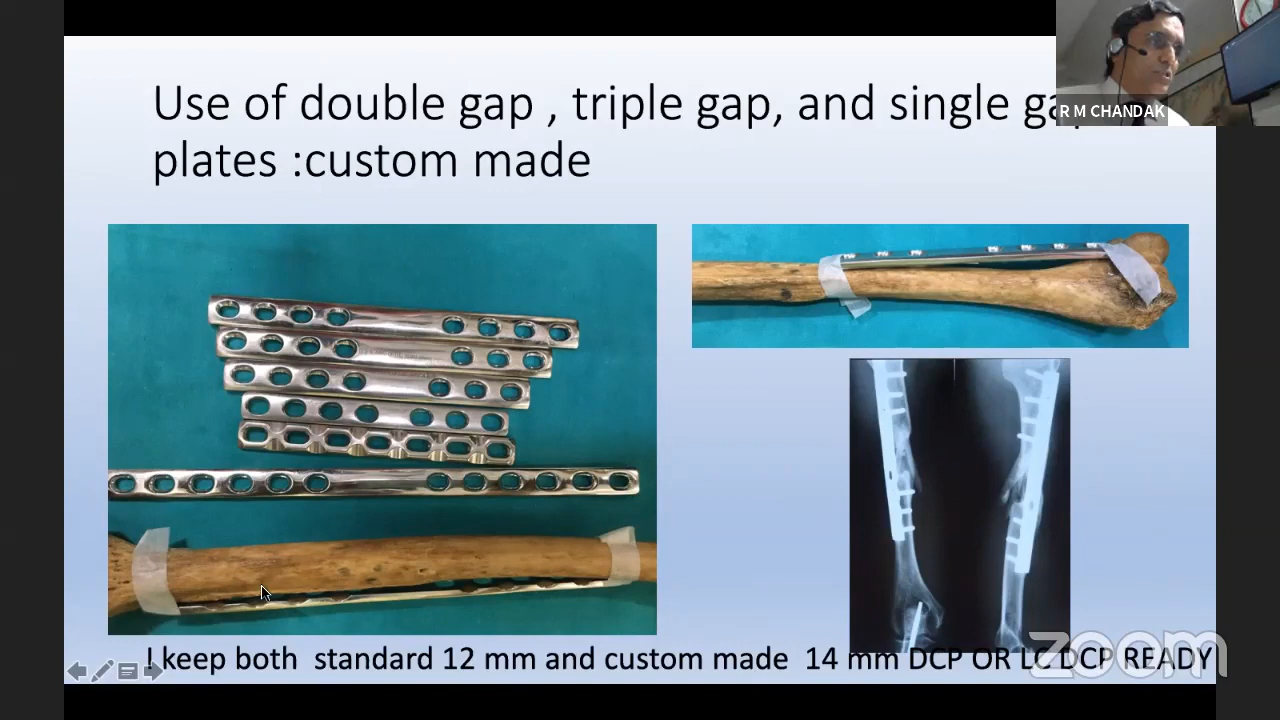 Use of double gap , triple gap, and single
plates :custom made
R M CHANDAK
I keep both standard 12 mm and custom made 14 mm DCP OR LC DCP READY
zoom